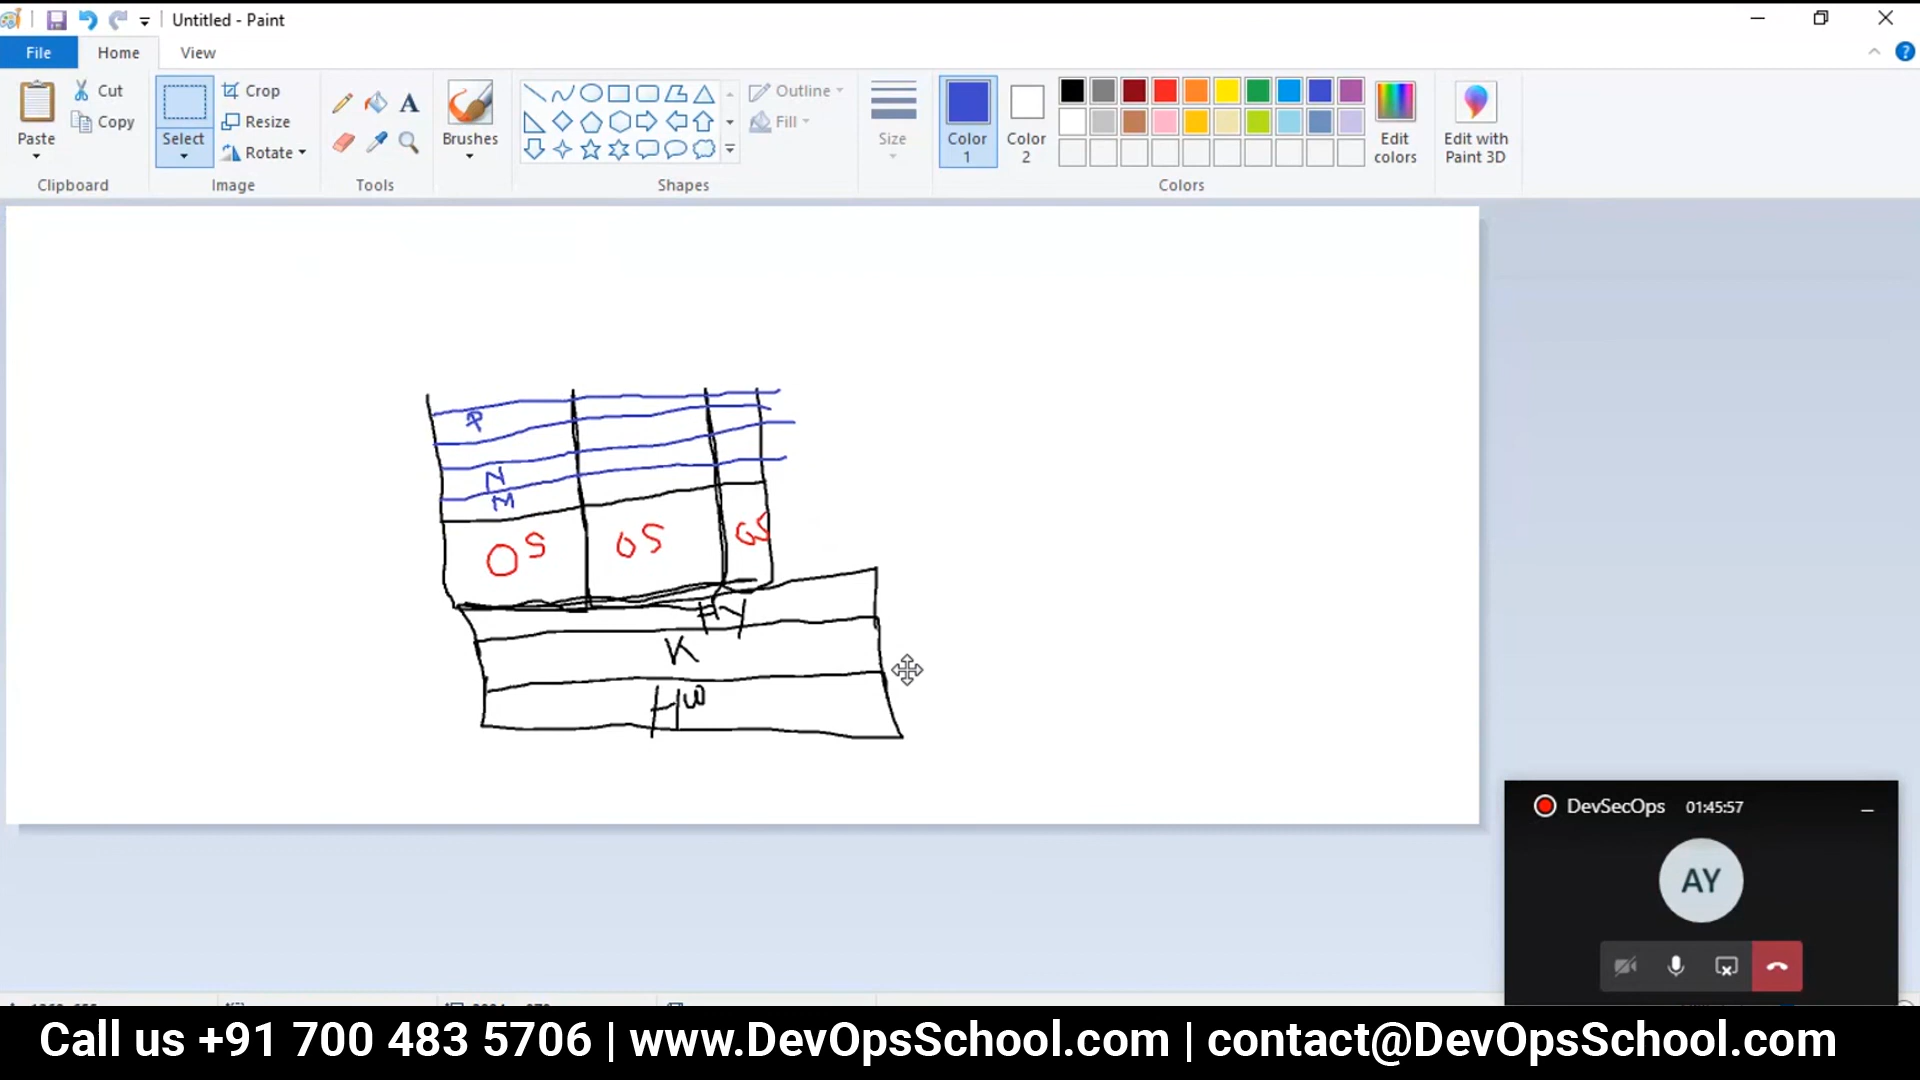 Untitled - Paint
File Home View
Paste
Cut
Copy
Clipboard
Select
Crop
Resize
Rotate
Image
A
Tools
Brushes
Shapes
Outline
Fill
Size
Color 1
Color 2
Colors
Edit colors
Edit with Paint 3D
P
N
M
OS OS OS
HY
K
HW
DevSecOps 01:45:57
AY
Call us +91 700 483 5706 | www.DevOpsSchool.com | contact@DevOpsSchool.com